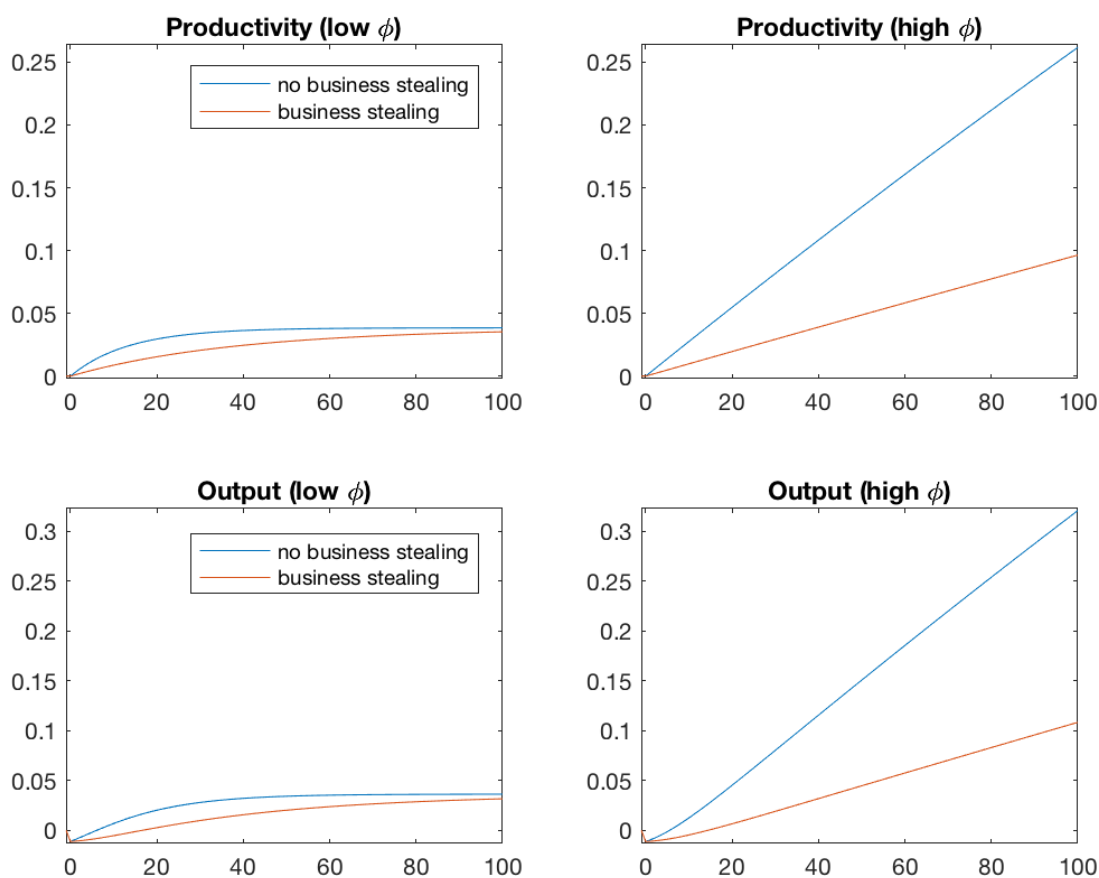 Productivity (low ϕ)
0.25
0.2
0.15
0.1
0.05
0
0 20 40 60 80 100
no business stealing
business stealing
Productivity (high ϕ)
0.25
0.2
0.15
0.1
0.05
0
0 20 40 60 80 100
Output (low ϕ)
0.3
0.25
0.2
0.15
0.1
0.05
0
0 20 40 60 80 100
no business stealing
business stealing
Output (high ϕ)
0.3
0.25
0.2
0.15
0.1
0.05
0
0 20 40 60 80 100